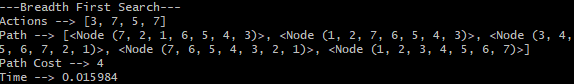 ---Breadth First Search---
Actions --> [3, 7, 5, 7]
Path --> [<Node (7, 2, 1, 6, 5, 4, 3)>, <Node (1, 2, 7, 6, 5, 4, 3)>, <Node (3, 4,
5, 6, 7, 2, 1)>, <Node (7, 6, 5, 4, 3, 2, 1)>, <Node (1, 2, 3, 4, 5, 6, 7)>]
Path Cost --> 4
Time --> 0.015984